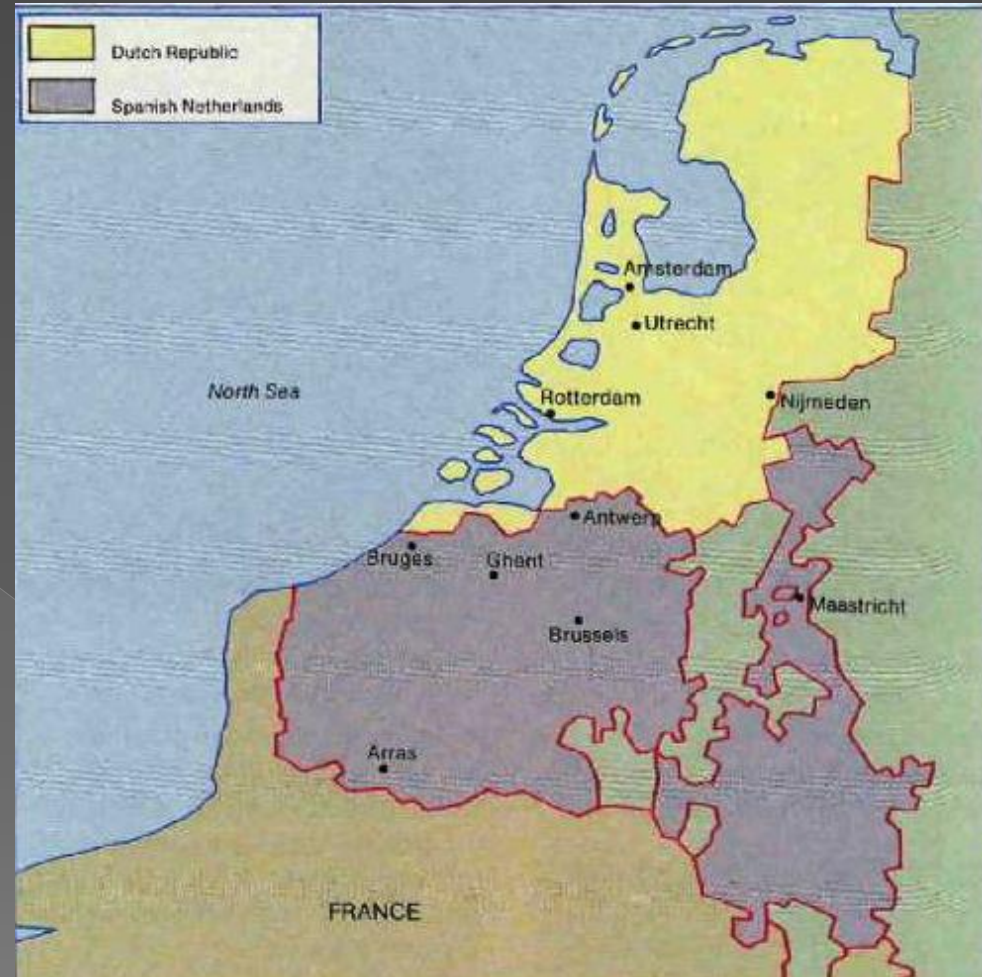 Dutch Republic
Spanish Netherlands
Amsterdam
Utrecht
North Sea
Rotterdam
Nijmeden
Antwerp
Bruges
Ghent
Maastricht
Brussels
Arras
FRANCE